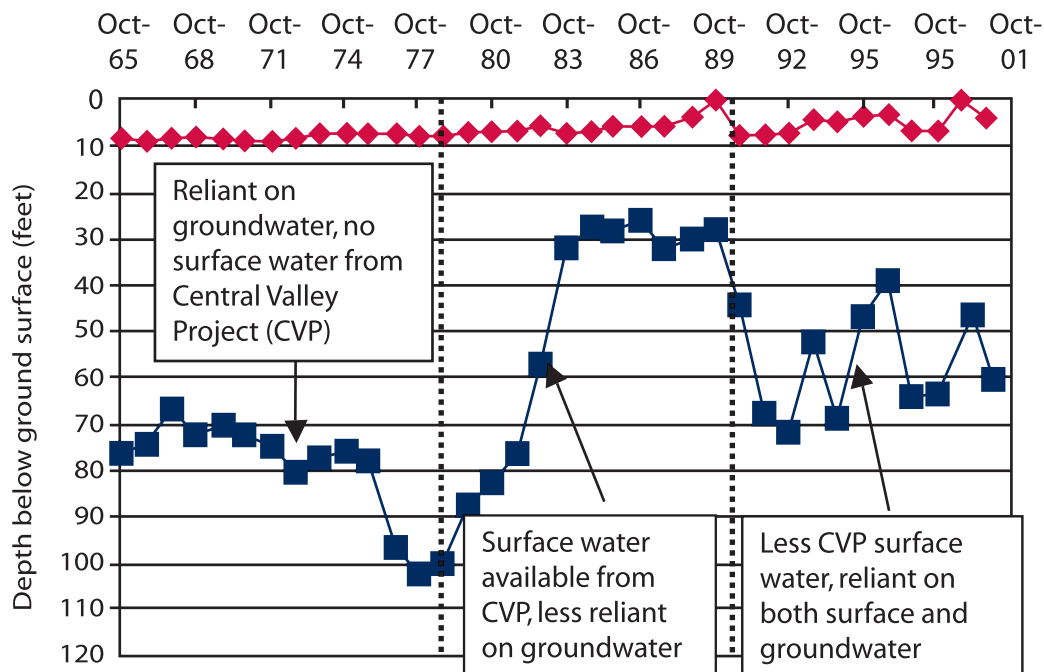 Oct- Oct- Oct- Oct- Oct- Oct- Oct- Oct- Oct- Oct- Oct- Oct- Oct-
65 68 71 74 77 80 83 86 89 92 95 95 01
Depth below ground surface (feet)
0
10
20
30
40
50
60
70
80
90
100
110
120
Reliant on
groundwater, no
surface water from
Central Valley
Project (CVP)
Surface water
available from
CVP, less reliant
on groundwater
Less CVP surface
water, reliant on
both surface and
groundwater